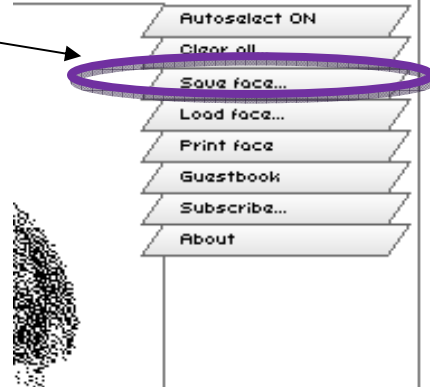 Autoselect ON
Clear all
Save face...
Load face...
Print face
Guestbook
Subscribe...
About